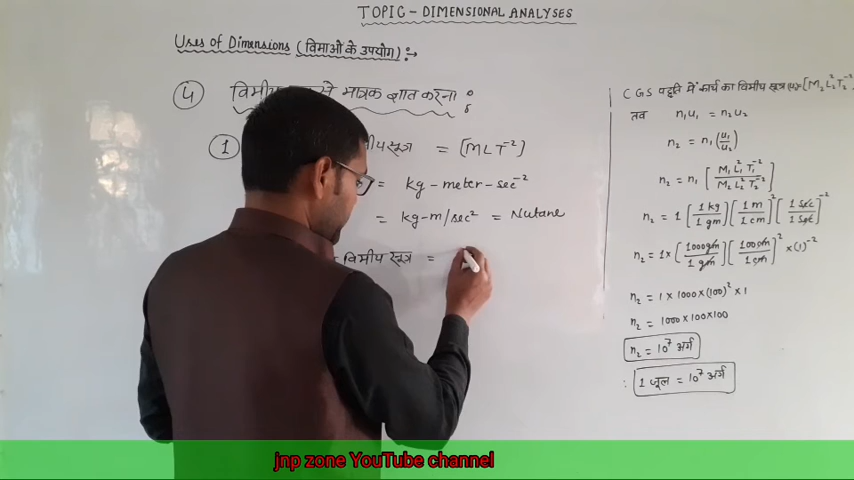 TOPIC - DIMENSIONAL ANALYSES
Uses of Dimensions (विमाओं के उपयोग) :→
4 विमीय से मात्रक ज्ञात करना :
1 विमीय सूत्र = [MLT⁻²]
= kg - meter - sec⁻²
= kg-m/sec² = Nutane
विमीय सूत्र =
CGS पद्धति में कार्य का विमीय सूत्र = [M₂L₂²T₂⁻²
तब n₁u₁ = n₂u₂
n₂ = n₁(u₁/u₂)
n₂ = n₁ [M₁L₁²T₁⁻²/M₂L₂²T₂⁻²]
n₂ = 1 [1 kg/1 gm] [1 m/1 cm]² [1 sec/1 sec]⁻²
n₂ = 1× (1000gm/1 gm) [100cm/1 cm]² × (1)⁻²
n₂ = 1 × 1000 × (100)² × 1
n₂ = 1000×100×100
n₂ = 10⁷ अर्ग
: 1 जूल = 10⁷ अर्ग
jnp zone YouTube channel